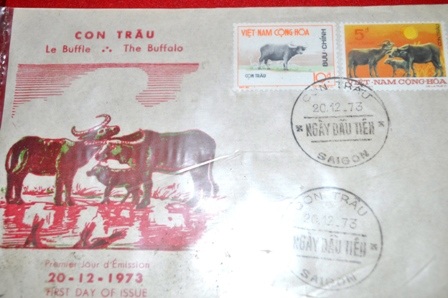 CON TRÂU
Le Buffle ∴ The Buffalo
VIỆT NAM CỘNG-HÒA
BƯU-CHÍNH
CON TRÂU
10đ
5đ
VIỆT-NAM CỘNG-HÒA
CON TRÂU
20.12.73
NGÀY ĐẦU TIÊN
SAIGON
CON TRÂU
20.12.73
NGÀY ĐẦU TIÊN
SAIGON
Premier Jour d'Émission
20-12-1973
FIRST DAY OF ISSUE